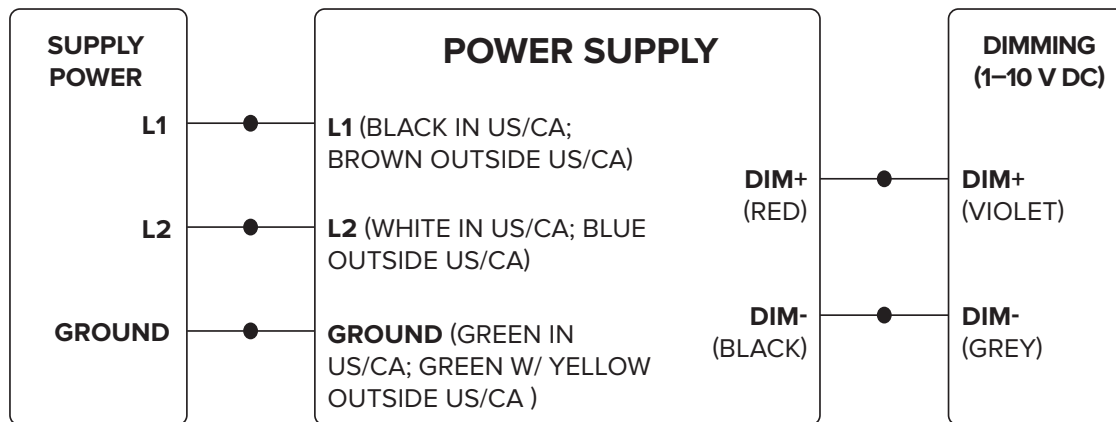 SUPPLY
POWER
L1
L2
GROUND
POWER SUPPLY
L1 (BLACK IN US/CA;
BROWN OUTSIDE US/CA)
L2 (WHITE IN US/CA; BLUE
OUTSIDE US/CA)
GROUND (GREEN IN
US/CA; GREEN W/ YELLOW
OUTSIDE US/CA )
DIM+
(RED)
DIM-
(BLACK)
DIMMING
(1–10 V DC)
DIM+
(VIOLET)
DIM-
(GREY)